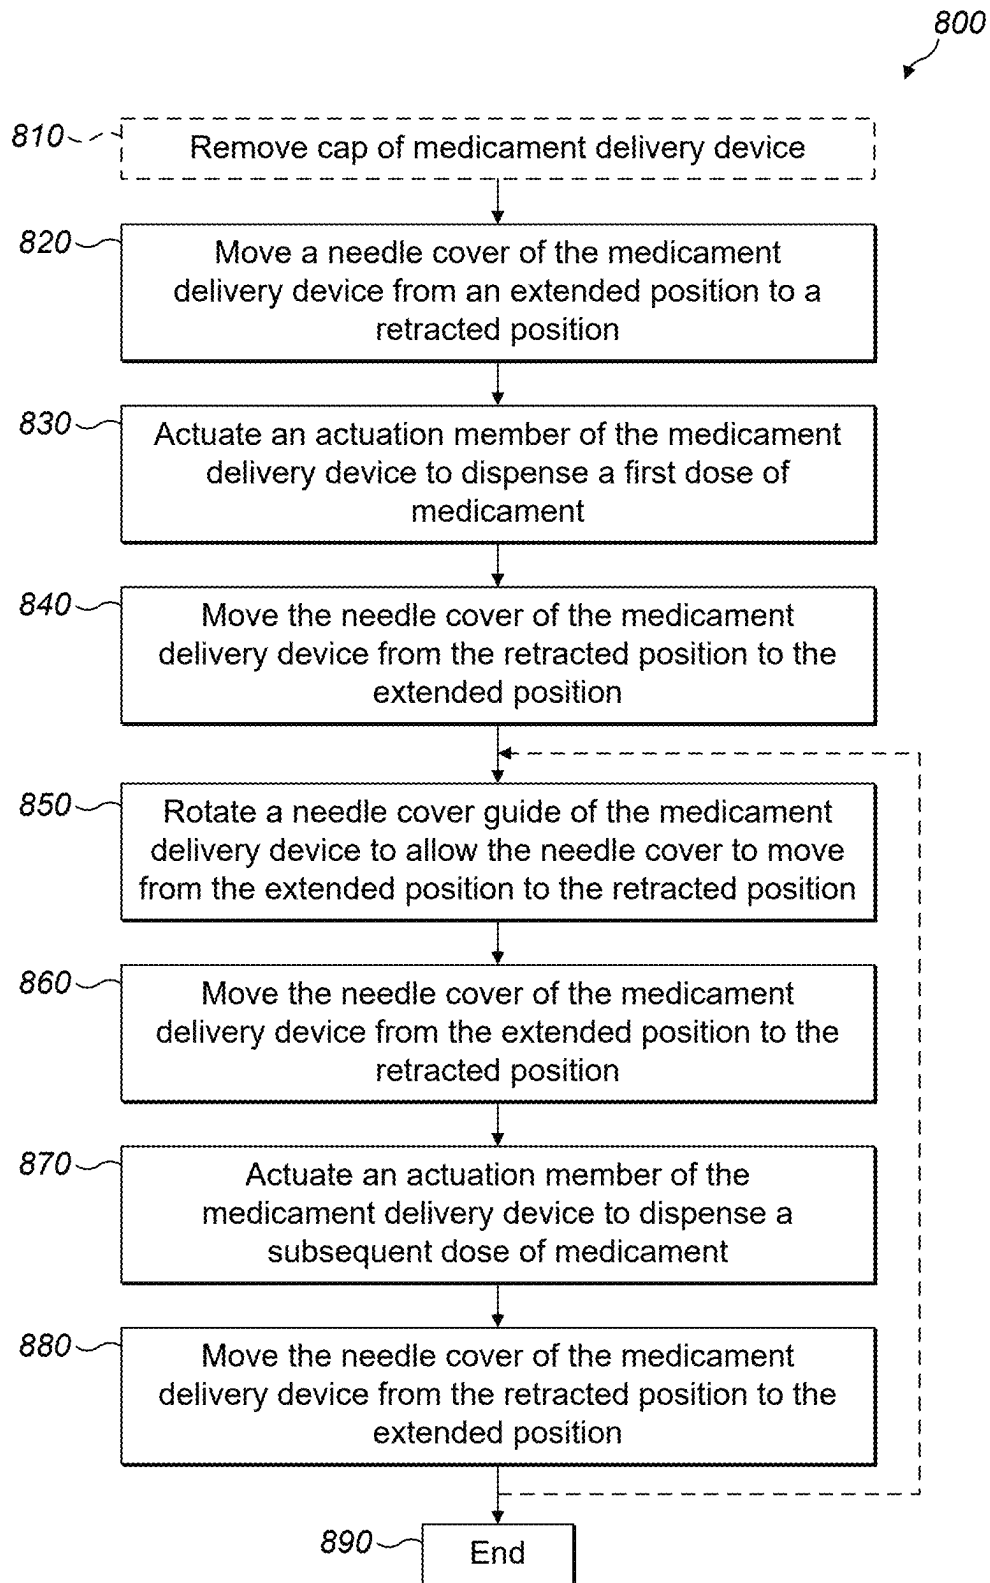 800
810
Remove cap of medicament delivery device
820
Move a needle cover of the medicament
delivery device from an extended position to a
retracted position
830
Actuate an actuation member of the medicament
delivery device to dispense a first dose of
medicament
840
Move the needle cover of the medicament
delivery device from the retracted position to the
extended position
850
Rotate a needle cover guide of the medicament
delivery device to allow the needle cover to move
from the extended position to the retracted position
860
Move the needle cover of the medicament
delivery device from the extended position to the
retracted position
870
Actuate an actuation member of the
medicament delivery device to dispense a
subsequent dose of medicament
880
Move the needle cover of the medicament
delivery device from the retracted position to the
extended position
890
End